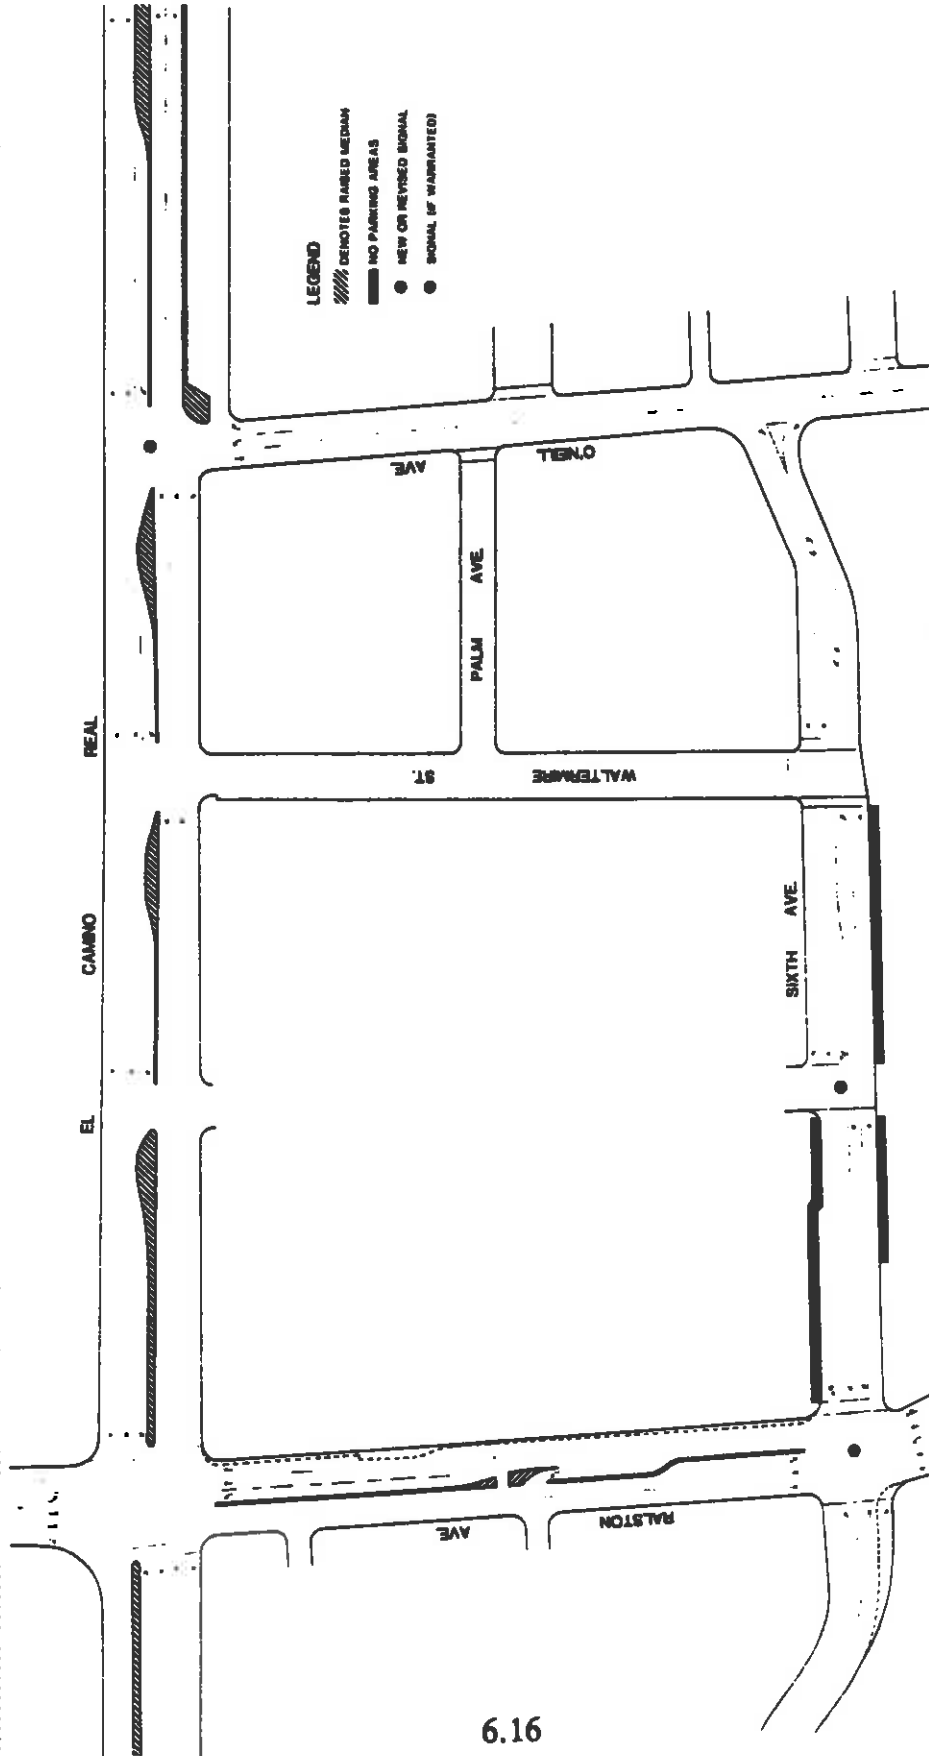 LEGEND
DENOTES RAISED MEDIAN
NO PARKING AREAS
NEW OR REVISED SIGNAL
SIGNAL (IF WARRANTED)
EL CAMINO REAL
O'NEILL AVE.
PALM AVE.
WALTERMIRE ST.
SIXTH AVE.
RALSTON AVE.
6.16